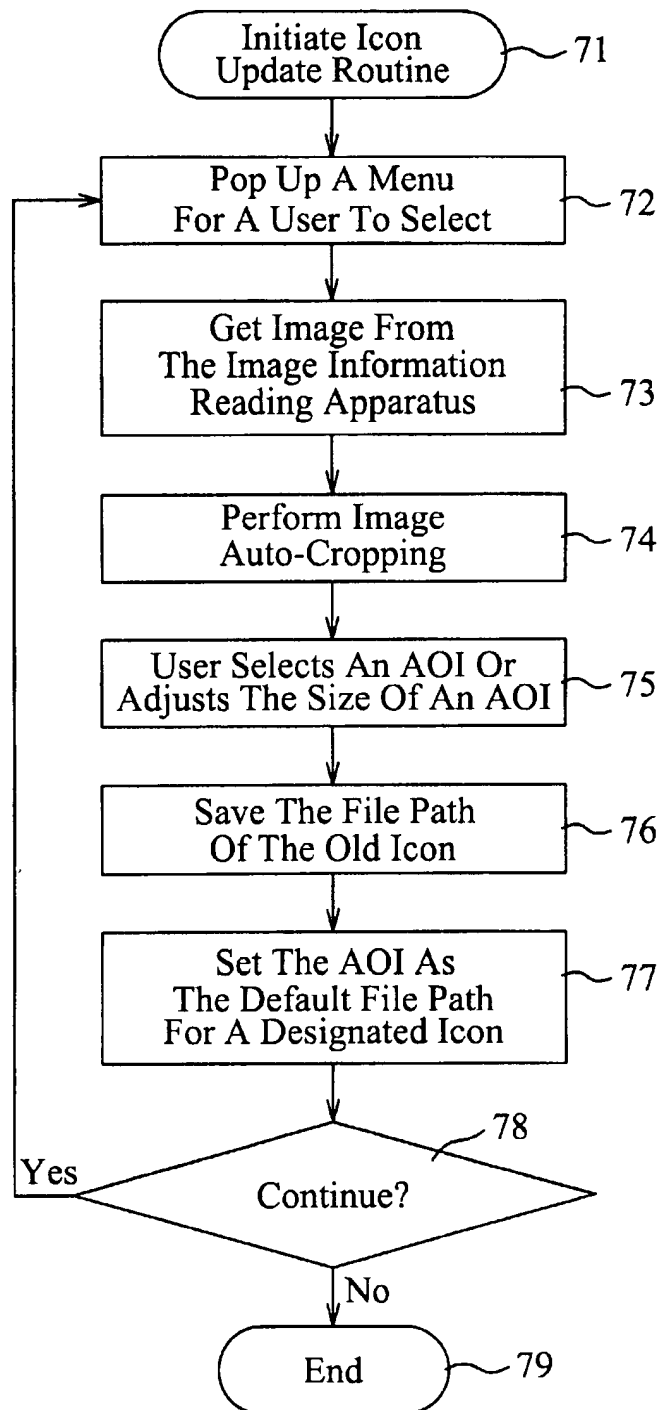 Initiate Icon
Update Routine
71
Pop Up A Menu
For A User To Select
72
Get Image From
The Image Information
Reading Apparatus
73
Perform Image
Auto-Cropping
74
User Selects An AOI Or
Adjusts The Size Of An AOI
75
Save The File Path
Of The Old Icon
76
Set The AOI As
The Default File Path
For A Designated Icon
77
78
Yes
Continue?
No
End
79